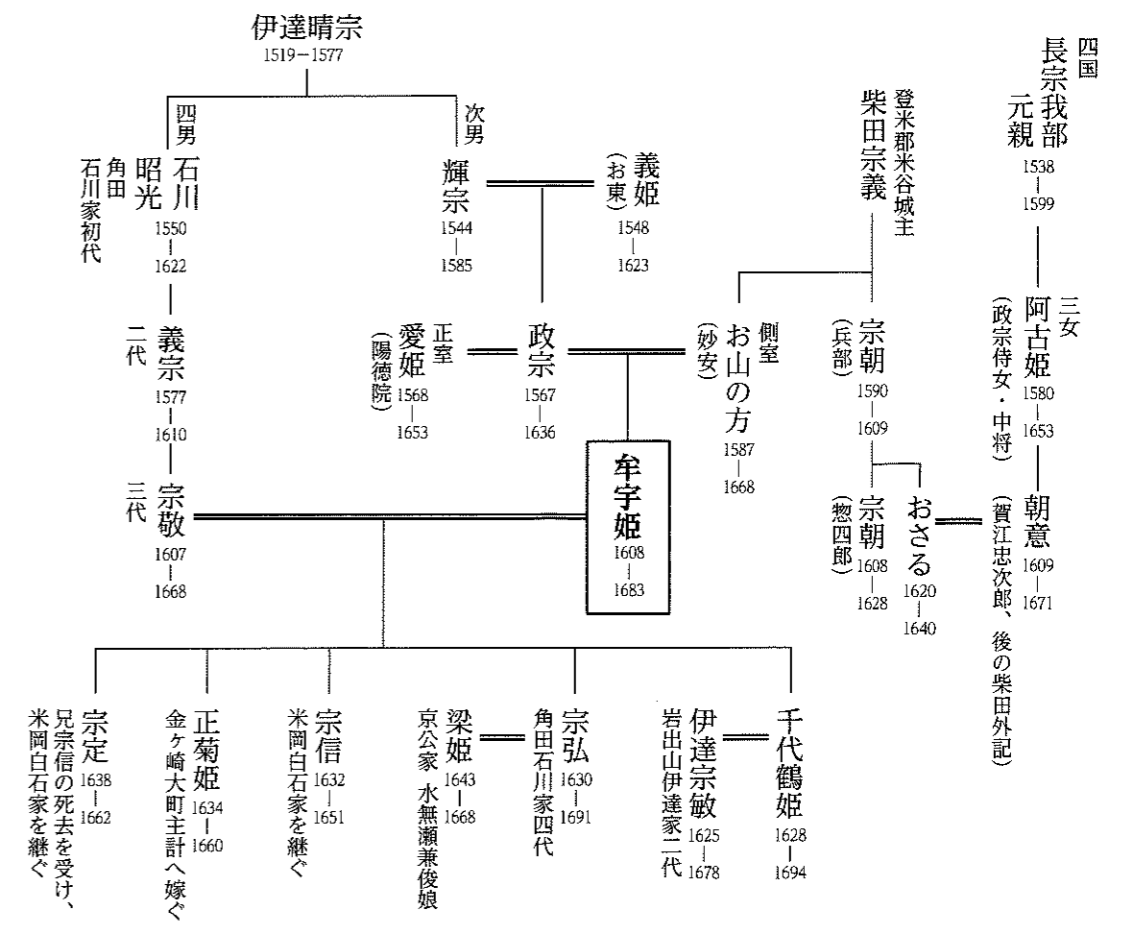 四国
長宗我部
元親
1538
1599
三女
阿古姫
1580
1653
(政宗侍女・中将)
朝意
1609
1671
(賀江忠次郎、後の柴田外記)
登米郡米谷城主
柴田宗義
宗朝
1590
1609
(兵部)
おさる
1620
1640
宗朝
1608
1628
(惣四郎)
側室
お山の方
1587
1668
(妙安)
伊達晴宗
1519−1577
次男
輝宗
1544
1585
義姫
1548
1623
(お東)
政宗
1567
1636
正室
愛姫
1568
1653
(陽徳院)
牟宇姫
1608
1683
四男
石川
昭光
1550
1622
角田
石川家初代
義宗
1577
1610
二代
宗敬
1607
1668
三代
千代鶴姫
1628
1694
伊達宗敏
1625
1678
岩出山伊達家二代
宗弘
1630
1691
角田石川家四代
梁姫
1643
1668
京公家 水無瀬兼俊娘
宗信
1632
1651
米岡白石家を継ぐ
正菊姫
1634
1660
金ヶ崎大町主計へ嫁ぐ
宗定
1638
1662
兄宗信の死去を受け、
米岡白石家を継ぐ